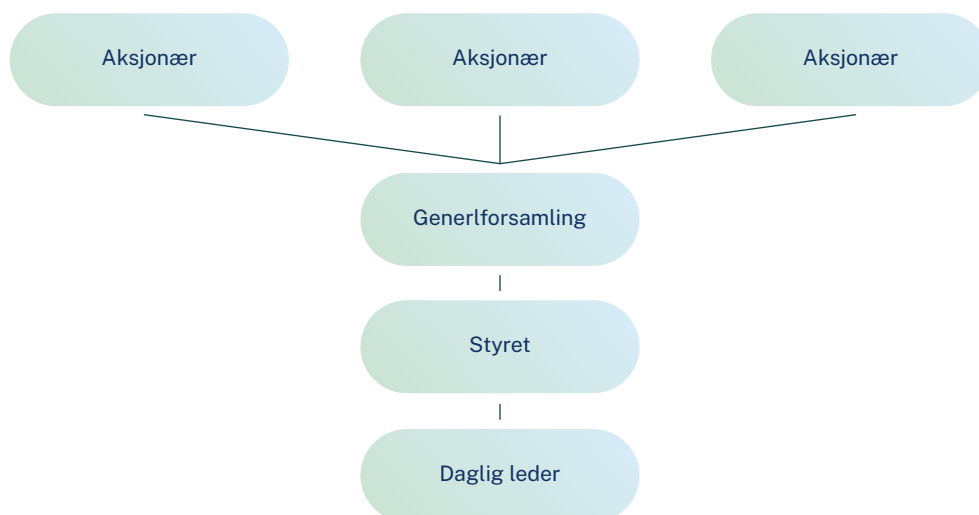 Aksjonær
Aksjonær
Aksjonær
Generlforsamling
Styret
Daglig leder